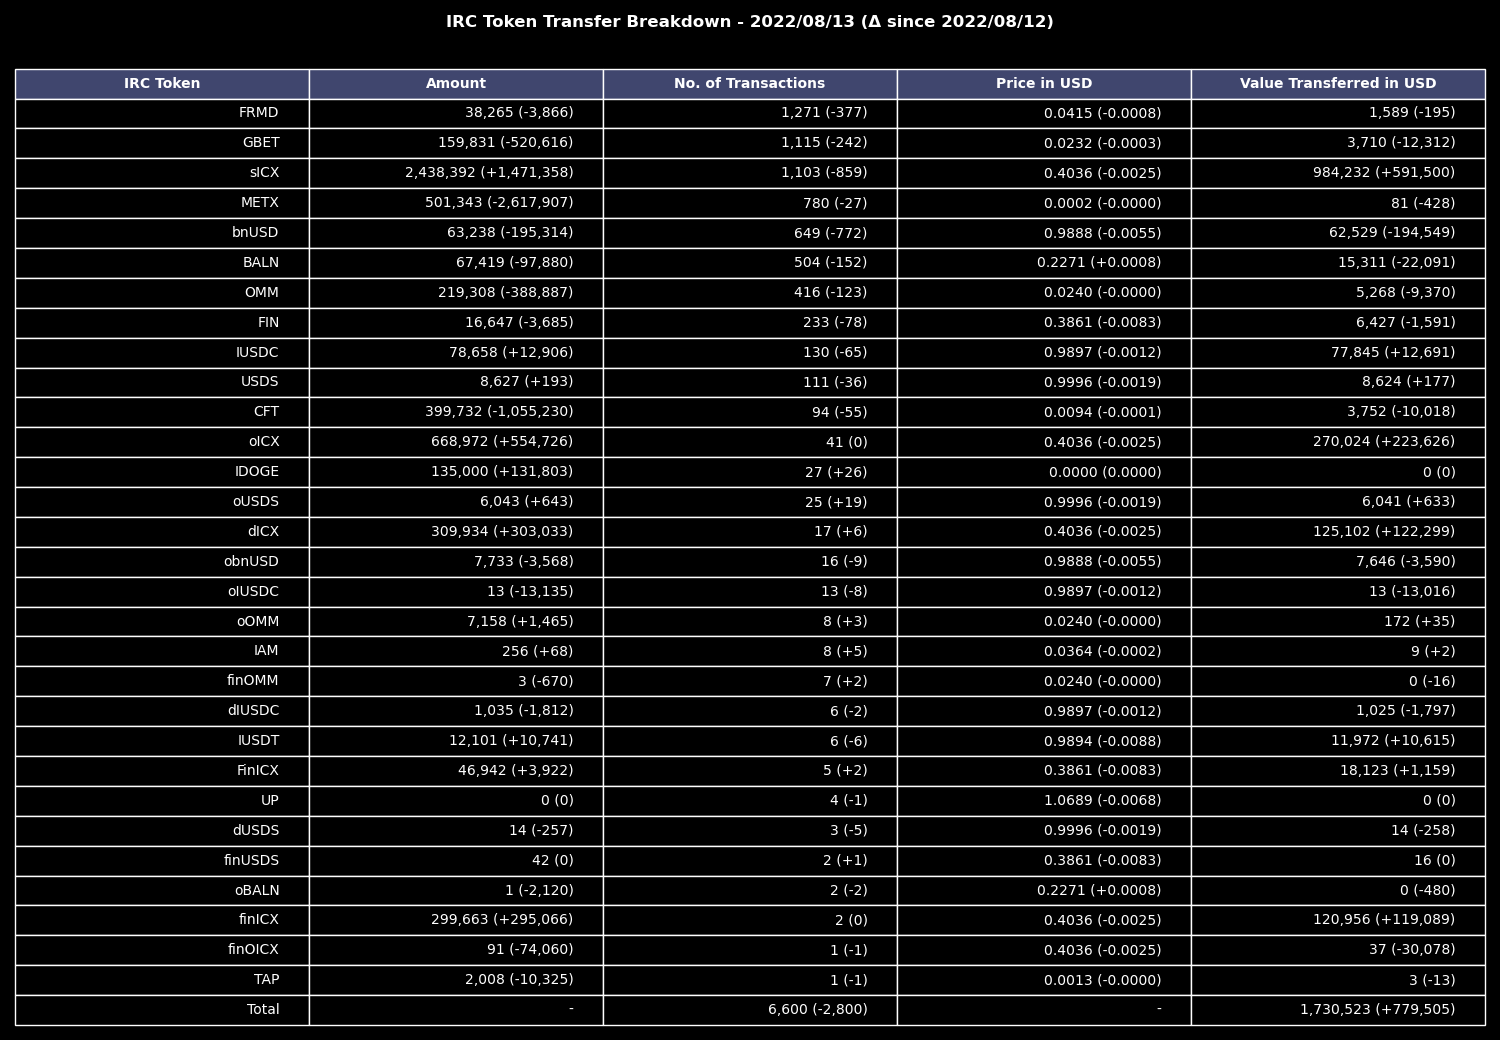 IRC Token Transfer Breakdown - 2022/08/13 (Δ since 2022/08/12)
IRC Token Amount No. of Transactions Price in USD Value Transferred in USD
FRMD 38,265 (-3,866) 1,271 (-377) 0.0415 (-0.0008) 1,589 (-195)
GBET 159,831 (-520,616) 1,115 (-242) 0.0232 (-0.0003) 3,710 (-12,312)
sICX 2,438,392 (+1,471,358) 1,103 (-859) 0.4036 (-0.0025) 984,232 (+591,500)
METX 501,343 (-2,617,907) 780 (-27) 0.0002 (-0.0000) 81 (-428)
bnUSD 63,238 (-195,314) 649 (-772) 0.9888 (-0.0055) 62,529 (-194,549)
BALN 67,419 (-97,880) 504 (-152) 0.2271 (+0.0008) 15,311 (-22,091)
OMM 219,308 (-388,887) 416 (-123) 0.0240 (-0.0000) 5,268 (-9,370)
FIN 16,647 (-3,685) 233 (-78) 0.3861 (-0.0083) 6,427 (-1,591)
IUSDC 78,658 (+12,906) 130 (-65) 0.9897 (-0.0012) 77,845 (+12,691)
USDS 8,627 (+193) 111 (-36) 0.9996 (-0.0019) 8,624 (+177)
CFT 399,732 (-1,055,230) 94 (-55) 0.0094 (-0.0001) 3,752 (-10,018)
oICX 668,972 (+554,726) 41 (0) 0.4036 (-0.0025) 270,024 (+223,626)
IDOGE 135,000 (+131,803) 27 (+26) 0.0000 (0.0000) 0 (0)
oUSDS 6,043 (+643) 25 (+19) 0.9996 (-0.0019) 6,041 (+633)
dICX 309,934 (+303,033) 17 (+6) 0.4036 (-0.0025) 125,102 (+122,299)
obnUSD 7,733 (-3,568) 16 (-9) 0.9888 (-0.0055) 7,646 (-3,590)
oIUSDC 13 (-13,135) 13 (-8) 0.9897 (-0.0012) 13 (-13,016)
oOMM 7,158 (+1,465) 8 (+3) 0.0240 (-0.0000) 172 (+35)
IAM 256 (+68) 8 (+5) 0.0364 (-0.0002) 9 (+2)
finOMM 3 (-670) 7 (+2) 0.0240 (-0.0000) 0 (-16)
dIUSDC 1,035 (-1,812) 6 (-2) 0.9897 (-0.0012) 1,025 (-1,797)
IUSDT 12,101 (+10,741) 6 (-6) 0.9894 (-0.0088) 11,972 (+10,615)
FinICX 46,942 (+3,922) 5 (+2) 0.3861 (-0.0083) 18,123 (+1,159)
UP 0 (0) 4 (-1) 1.0689 (-0.0068) 0 (0)
dUSDS 14 (-257) 3 (-5) 0.9996 (-0.0019) 14 (-258)
finUSDS 42 (0) 2 (+1) 0.3861 (-0.0083) 16 (0)
oBALN 1 (-2,120) 2 (-2) 0.2271 (+0.0008) 0 (-480)
finICX 299,663 (+295,066) 2 (0) 0.4036 (-0.0025) 120,956 (+119,089)
finOICX 91 (-74,060) 1 (-1) 0.4036 (-0.0025) 37 (-30,078)
TAP 2,008 (-10,325) 1 (-1) 0.0013 (-0.0000) 3 (-13)
Total - 6,600 (-2,800) - 1,730,523 (+779,505)